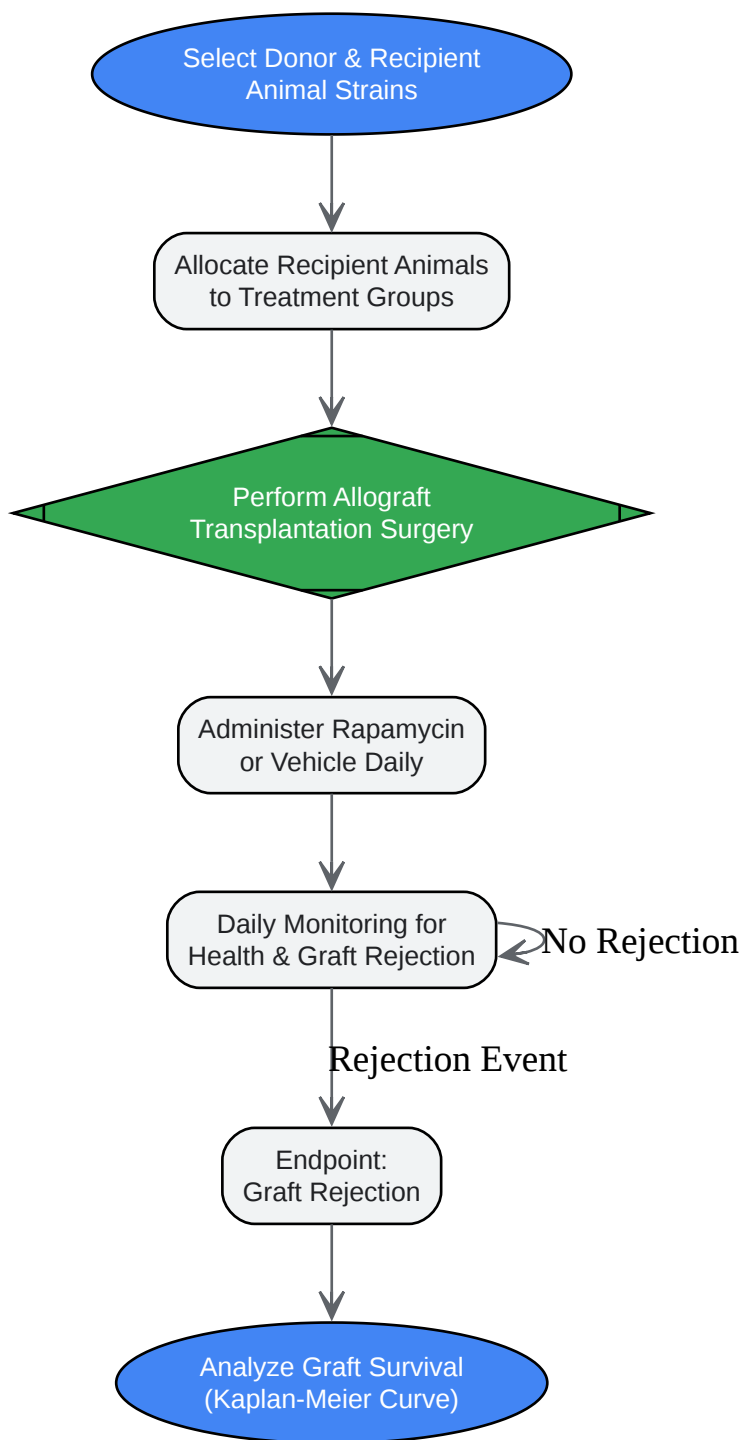 Select Donor & Recipient
Animal Strains
Allocate Recipient Animals
to Treatment Groups
Perform Allograft
Transplantation Surgery
Administer Rapamycin
or Vehicle Daily
Daily Monitoring for
Health & Graft Rejection
No Rejection
Rejection Event
Endpoint:
Graft Rejection
Analyze Graft Survival
(Kaplan-Meier Curve)